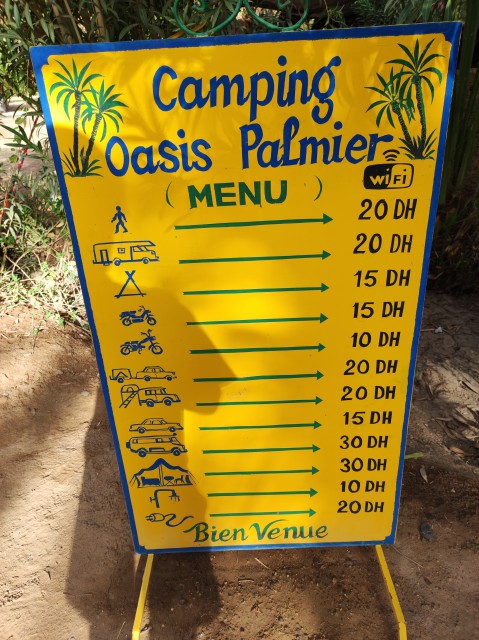 Camping
Oasis Palmier
WiFi
( MENU )
20 DH
20 DH
15 DH
15 DH
10 DH
20 DH
20 DH
15 DH
30 DH
30 DH
10 DH
20 DH
Bien Venue